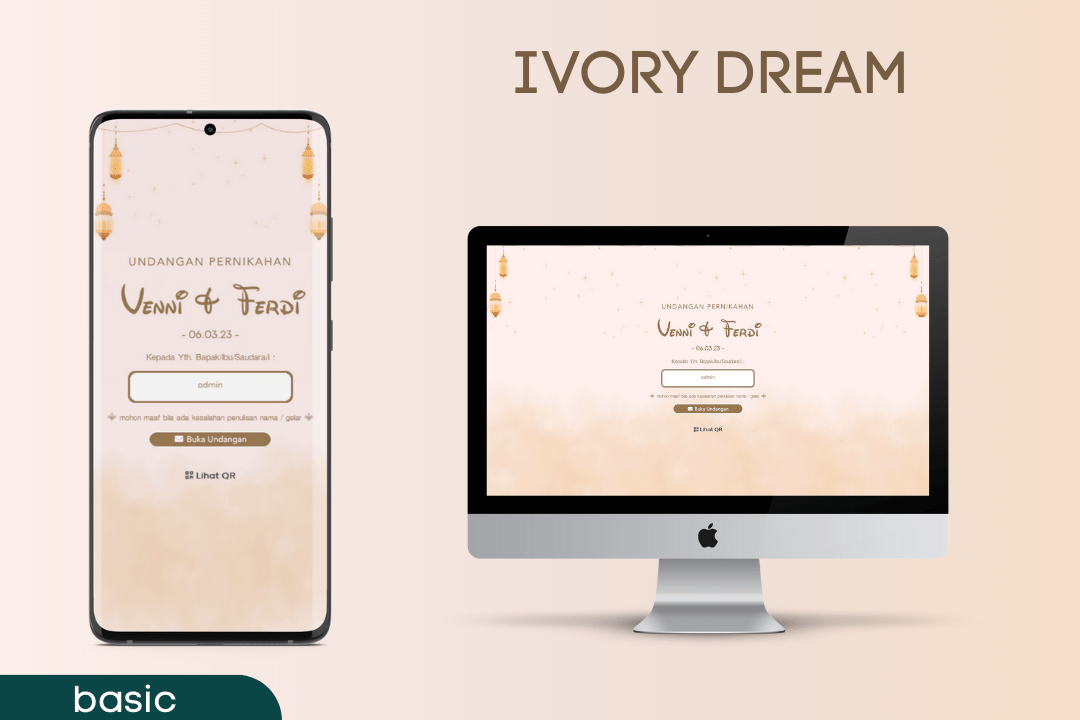 IVORY DREAM
UNDANGAN PERNIKAHAN
Venni & Ferdi
- 06.03.23 -
Kepada Yth. Bapak/Ibu/Saudara/i :
admin
mohon maaf bila ada kesalahan penulisan nama / gelar
Buka Undangan
Lihat QR
UNDANGAN PERNIKAHAN
Venni & Ferdi
- 06.03.23 -
Kepada Yth. Bapak/Ibu/Saudara/i :
admin
mohon maaf bila ada kesalahan penulisan nama / gelar
Buka Undangan
Lihat QR
basic